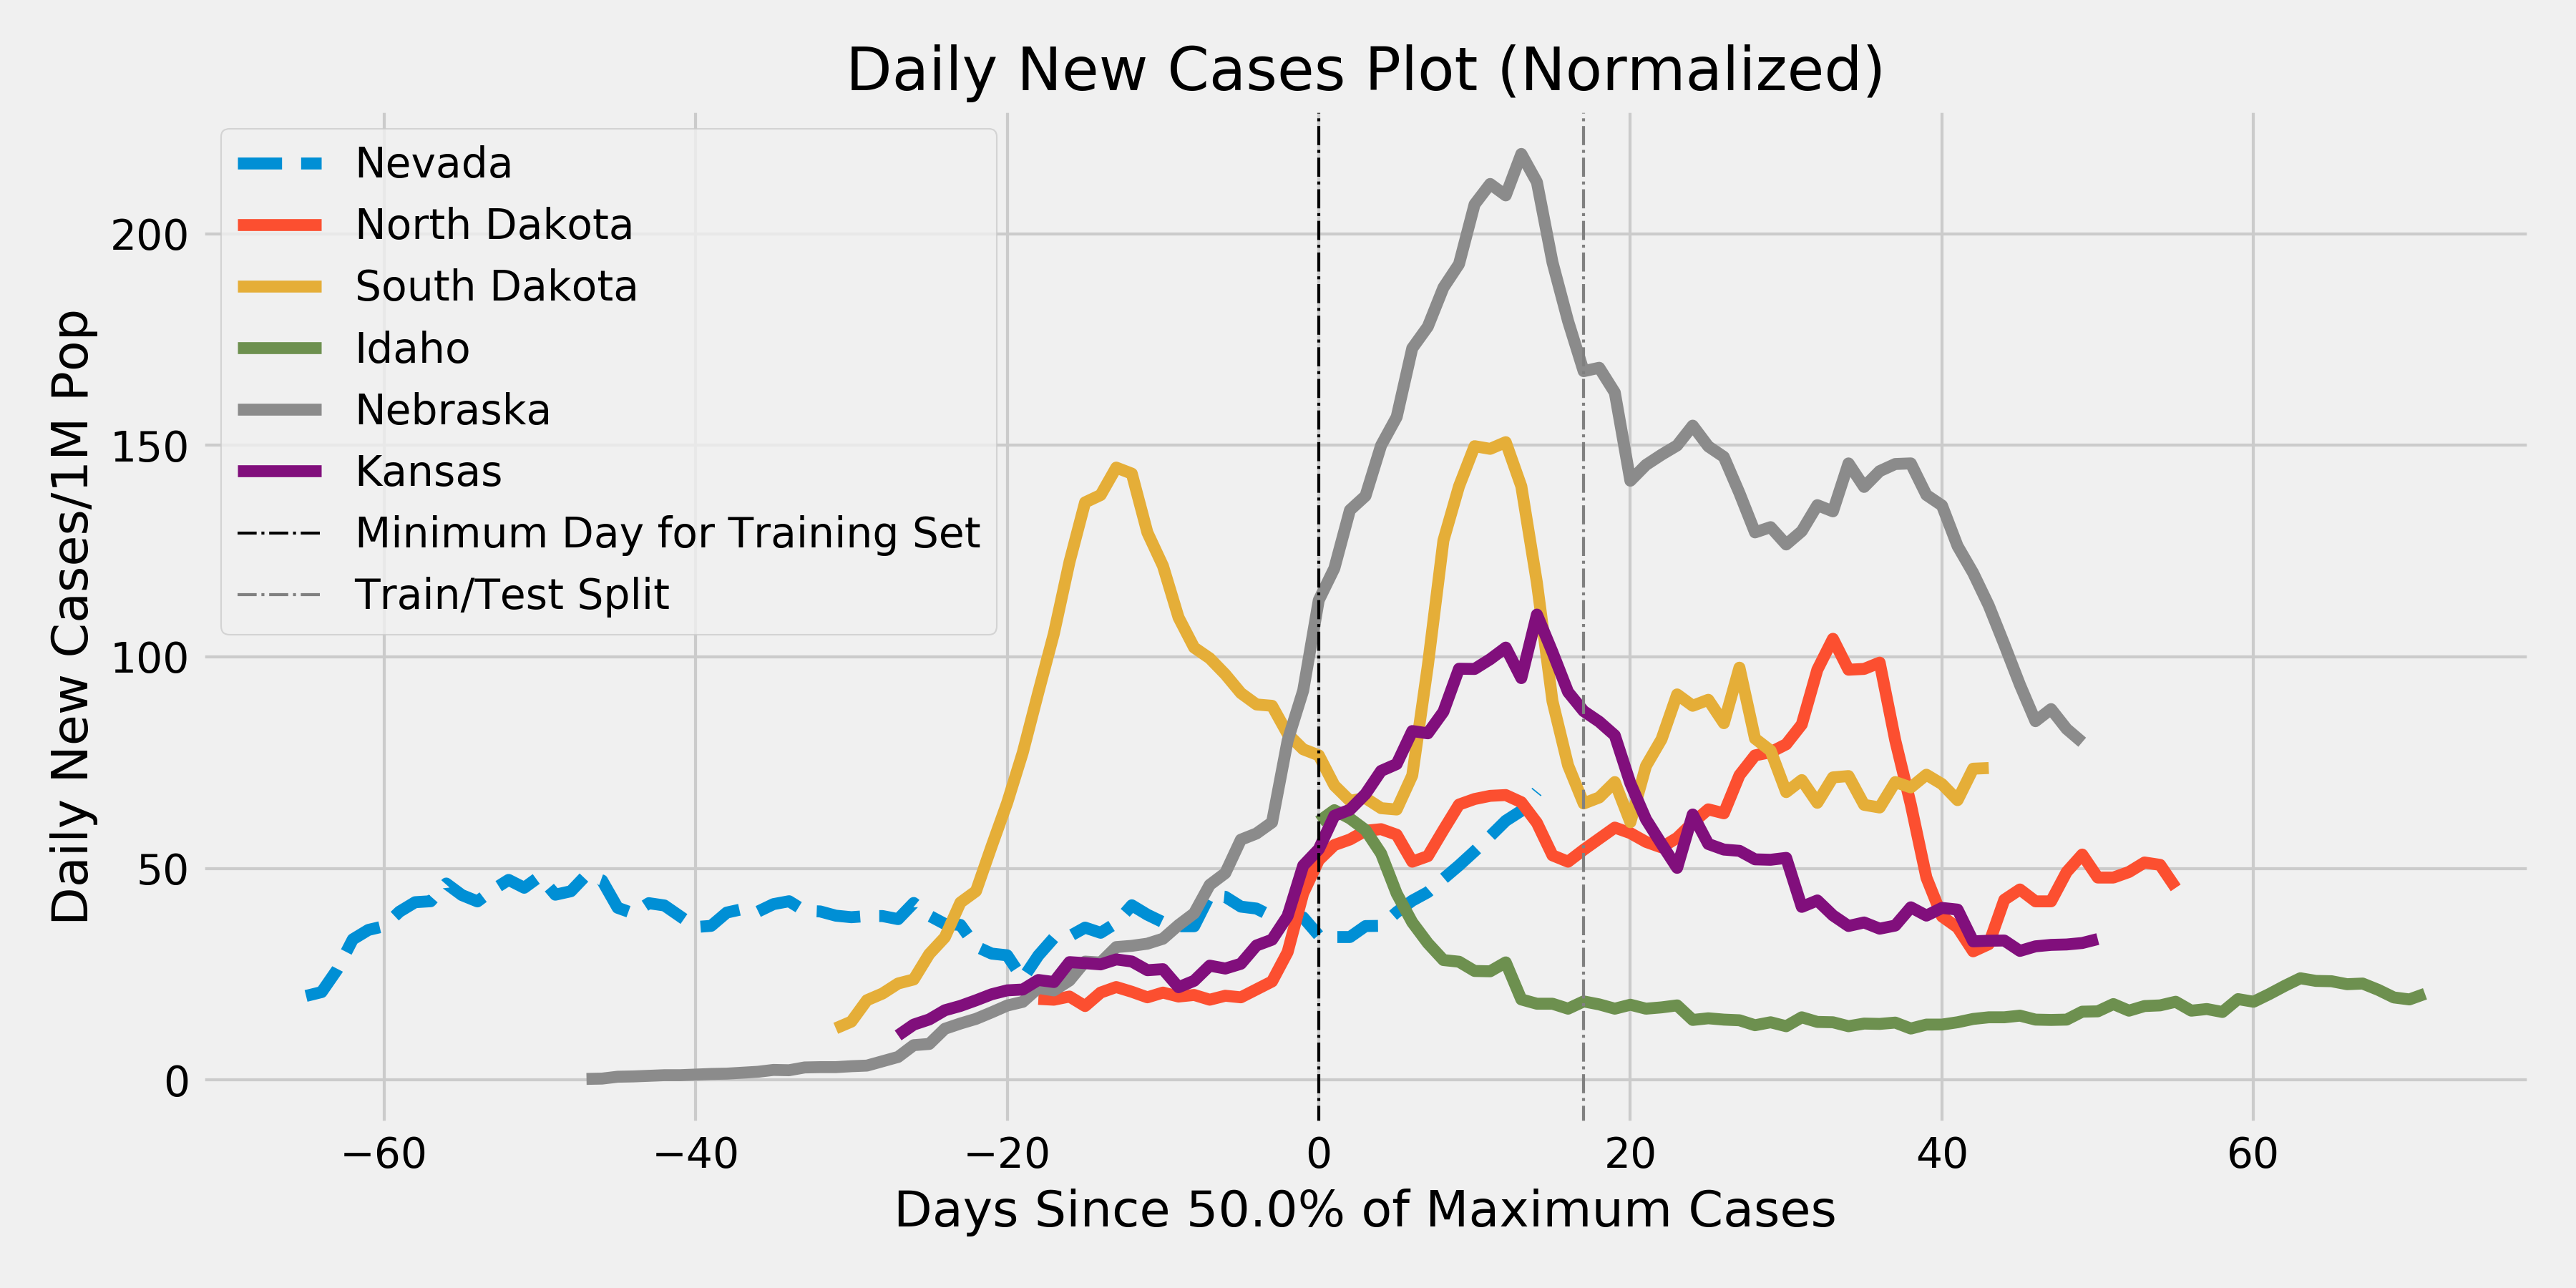 Daily New Cases Plot (Normalized)
Nevada
North Dakota
South Dakota
Idaho
Nebraska
Kansas
Minimum Day for Training Set
Train/Test Split
Daily New Cases/1M Pop
200
150
100
50
0
−60
−40
−20
0
20
40
60
Days Since 50.0% of Maximum Cases